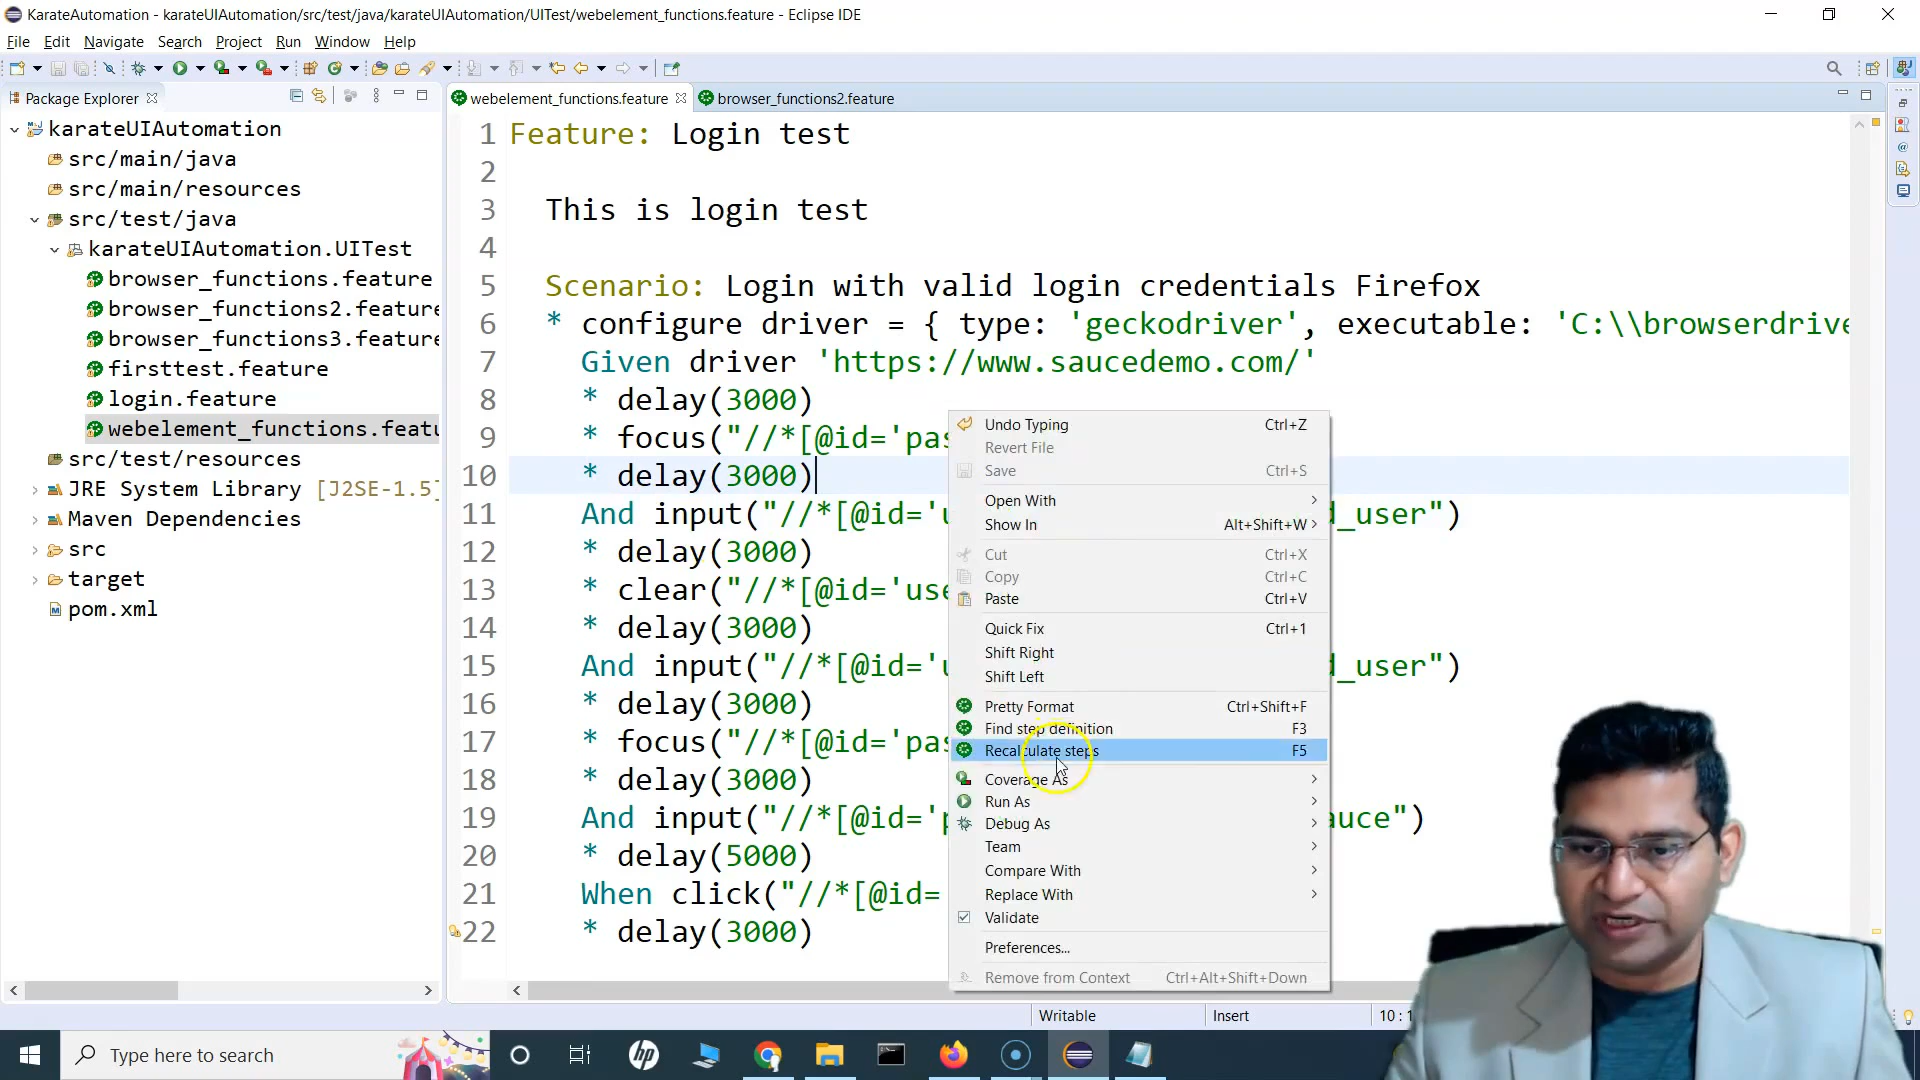 KarateAutomation - karateUIAutomation/src/test/java/karateUIAutomation/UITest/webelement_functions.feature - Eclipse IDE
File Edit Navigate Search Project Run Window Help
Package Explorer
webelement_functions.feature
browser_functions2.feature
karateUIAutomation
src/main/java
src/main/resources
src/test/java
karateUIAutomation.UITest
browser_functions.feature
browser_functions2.feature
browser_functions3.feature
firsttest.feature
login.feature
webelement_functions.featu
src/test/resources
JRE System Library [J2SE-1.5]
Maven Dependencies
src
target
pom.xml
1 Feature: Login test
2
3 This is login test
4
5 Scenario: Login with valid login credentials Firefox
6 * configure driver = { type: 'geckodriver', executable: 'C:\\browserdrive
7 Given driver 'https://www.saucedemo.com/'
8 * delay(3000)
9 * focus("//*[@id='pas
10 * delay(3000)
11 And input("//*[@id='u d_user")
12 * delay(3000)
13 * clear("//*[@id='use
14 * delay(3000)
15 And input("//*[@id='u d_user")
16 * delay(3000)
17 * focus("//*[@id='pas
18 * delay(3000)
19 And input("//*[@id='p auce")
20 * delay(5000)
21 When click("//*[@id=
22 * delay(3000)
Undo Typing Ctrl+Z
Revert File
Save Ctrl+S
Open With
Show In Alt+Shift+W
Cut Ctrl+X
Copy Ctrl+C
Paste Ctrl+V
Quick Fix Ctrl+1
Shift Right
Shift Left
Pretty Format Ctrl+Shift+F
Find step definition F3
Recalculate steps F5
Coverage As
Run As
Debug As
Team
Compare With
Replace With
Validate
Preferences...
Remove from Context Ctrl+Alt+Shift+Down
Writable Insert 10 : 1
Type here to search
hp